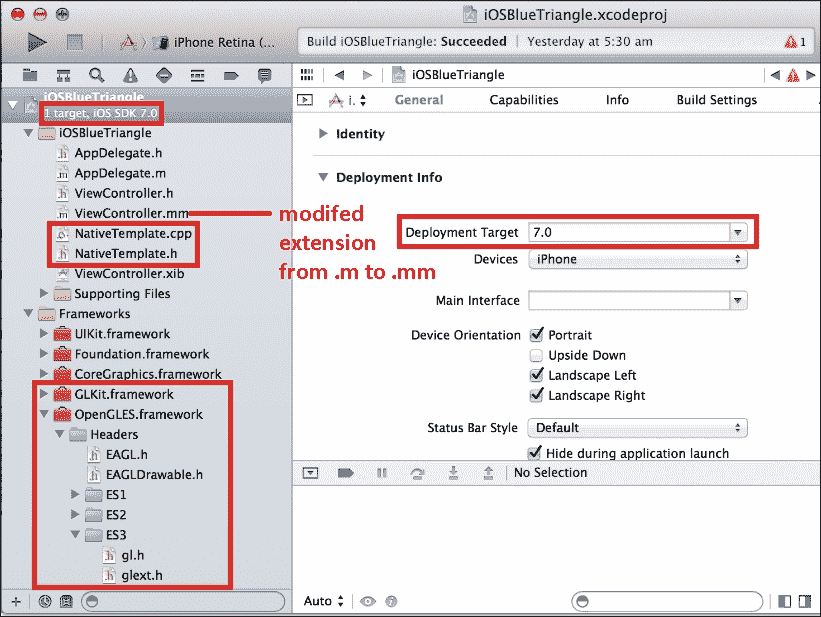 iOSBlueTriangle.xcodeproj
iPhone Retina (...
Build iOSBlueTriangle: Succeeded | Yesterday at 5:30 am
1
iOSBlueTriangle
i.
General Capabilities Info Build Settings
iOSBlueTriangle
1 target, iOS SDK 7.0
iOSBlueTriangle
AppDelegate.h
AppDelegate.m
ViewController.h
ViewController.mm
NativeTemplate.cpp
NativeTemplate.h
ViewController.xib
Supporting Files
Frameworks
UIKit.framework
Foundation.framework
CoreGraphics.framework
GLKit.framework
OpenGLES.framework
Headers
EAGL.h
EAGLDrawable.h
ES1
ES2
ES3
gl.h
glext.h
modifed
extension
from .m to .mm
Identity
Deployment Info
Deployment Target 7.0
Devices iPhone
Main Interface
Device Orientation Portrait
Upside Down
Landscape Left
Landscape Right
Status Bar Style Default
Hide during application launch
No Selection
Auto